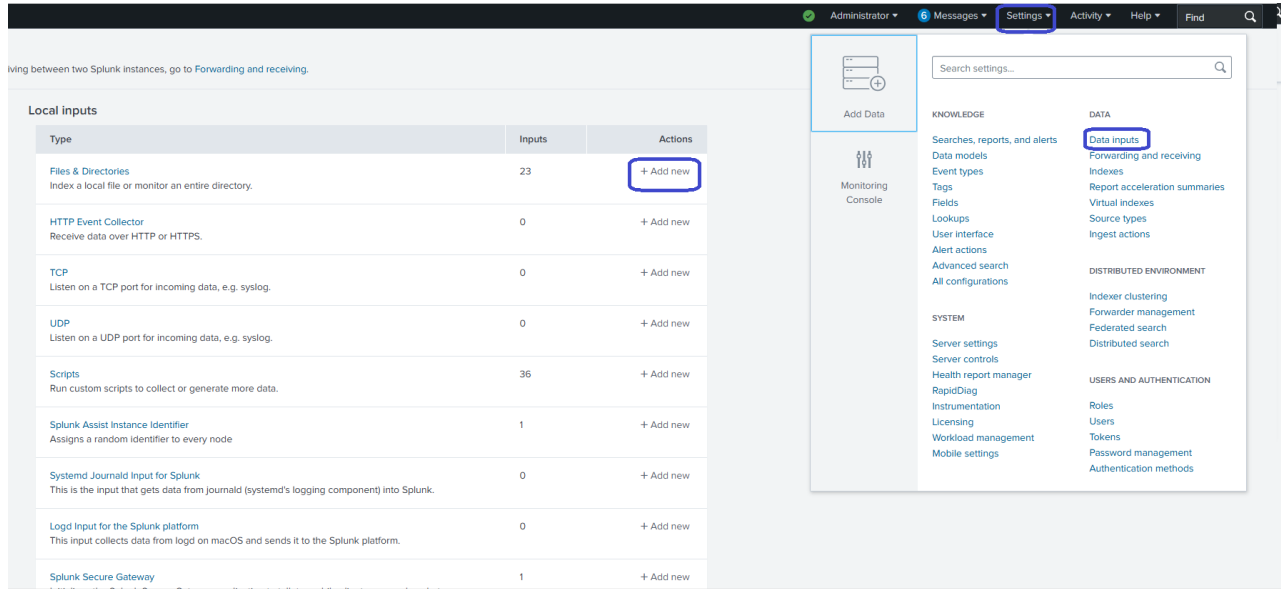 Administrator ▾ 6 Messages ▾ Settings ▾ Activity ▾ Help ▾ Find
iving between two Splunk instances, go to Forwarding and receiving.
Local inputs
Type Inputs Actions
Files & Directories 23 + Add new
Index a local file or monitor an entire directory.
HTTP Event Collector 0 + Add new
Receive data over HTTP or HTTPS.
TCP 0 + Add new
Listen on a TCP port for incoming data, e.g. syslog.
UDP 0 + Add new
Listen on a UDP port for incoming data, e.g. syslog.
Scripts 36 + Add new
Run custom scripts to collect or generate more data.
Splunk Assist Instance Identifier 1 + Add new
Assigns a random identifier to every node
Systemd Journald Input for Splunk 0 + Add new
This is the input that gets data from journald (systemd's logging component) into Splunk.
Logd Input for the Splunk platform 0 + Add new
This input collects data from logd on macOS and sends it to the Splunk platform.
Splunk Secure Gateway 1 + Add new
Add Data
Monitoring
Console
Search settings...
KNOWLEDGE
Searches, reports, and alerts
Data models
Event types
Tags
Fields
Lookups
User interface
Alert actions
Advanced search
All configurations
SYSTEM
Server settings
Server controls
Health report manager
RapidDiag
Instrumentation
Licensing
Workload management
Mobile settings
DATA
Data inputs
Forwarding and receiving
Indexes
Report acceleration summaries
Virtual indexes
Source types
Ingest actions
DISTRIBUTED ENVIRONMENT
Indexer clustering
Forwarder management
Federated search
Distributed search
USERS AND AUTHENTICATION
Roles
Users
Tokens
Password management
Authentication methods